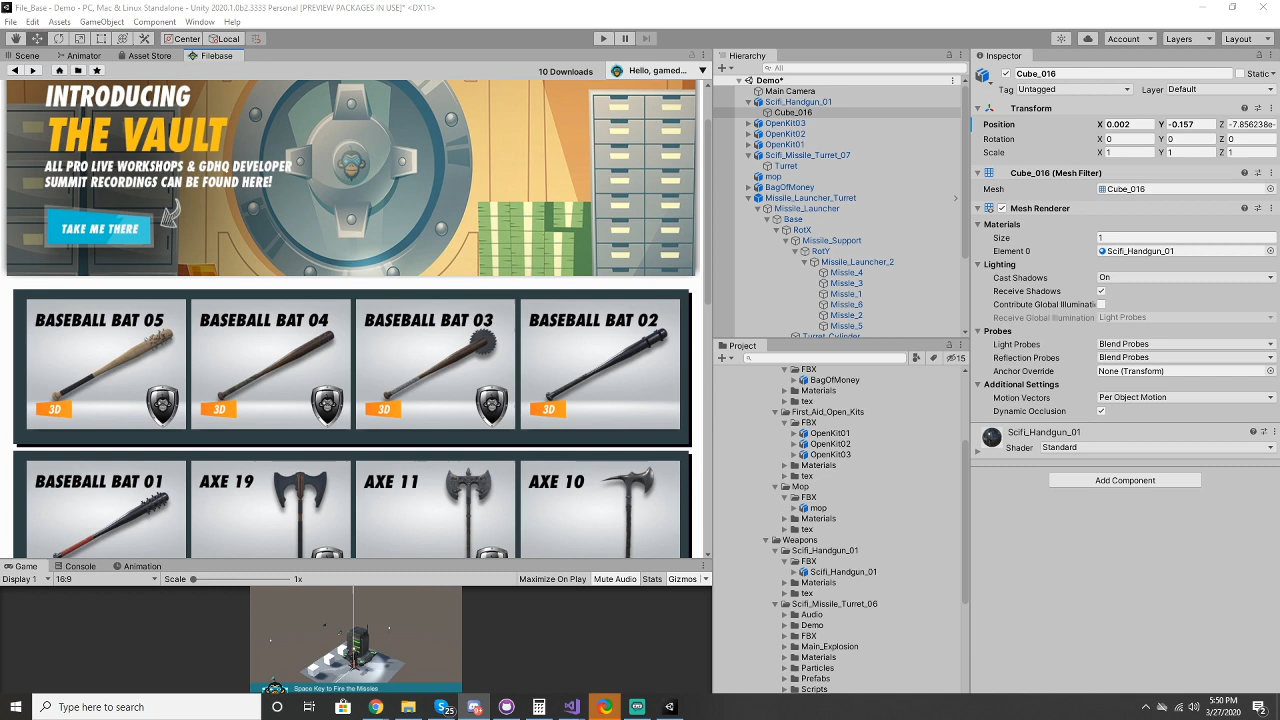 File_Base - Demo - PC, Mac & Linux Standalone - Unity 2020.1.0b2.3333 Personal [PREVIEW PACKAGES IN USE]* <DX11>
File Edit Assets GameObject Component Window Help
Center Local Account Layers Layout
Scene Animator Asset Store Filebase
10 Downloads Hello, gamed...
INTRODUCING
THE VAULT
ALL PRO LIVE WORKSHOPS & GDHQ DEVELOPER
SUMMIT RECORDINGS CAN BE FOUND HERE!
TAKE ME THERE
BASEBALL BAT 05 BASEBALL BAT 04 BASEBALL BAT 03 BASEBALL BAT 02
3D 3D 3D 3D
BASEBALL BAT 01 AXE 19 AXE 11 AXE 10
Game Console Animation
Display 1 16:9 Scale 1x Maximize On Play Mute Audio Stats Gizmos
Space Key to Fire the Missles
Hierarchy
All
Demo*
Main Camera
Scifi_Handgun_01
Cube_016
OpenKit03
OpenKit02
OpenKit01
Scifi_Missile_Turret_07
Turret
mop
BagOfMoney
Missile_Launcher_Turret
Missile_Launcher
Base
RotX
Missile_Support
RotY
Missile_Launcher_2
Missle_4
Missle_3
Missle_1
Missle_6
Missle_2
Missle_5
Turret_Cylinder
Project
15
FBX
BagOfMoney
Materials
tex
First_Aid_Open_Kits
FBX
OpenKit01
OpenKit02
OpenKit03
Materials
tex
Mop
FBX
mop
Materials
tex
Weapons
Scifi_Handgun_01
FBX
Scifi_Handgun_01
Materials
tex
Scifi_Missile_Turret_06
Audio
Demo
FBX
Main_Explosion
Materials
Particles
Prefabs
Scripts
Inspector
Cube_016 Static
Tag Untagged Layer Default
Transform
Position X 0.002 Y -0.157 Z -7.856238e-
Rotation X 0 Y 0 Z 0
Scale X 1 Y 1 Z 1
Cube_016 (Mesh Filter)
Mesh Cube_016
Mesh Renderer
Materials
Size 1
Element 0 Scifi_Handgun_01
Lighting
Cast Shadows On
Receive Shadows
Contribute Global Illuminati
Receive Global Illumination Light Probes
Probes
Light Probes Blend Probes
Reflection Probes Blend Probes
Anchor Override None (Transform)
Additional Settings
Motion Vectors Per Object Motion
Dynamic Occlusion
Scifi_Handgun_01
Shader Standard
Add Component
Type here to search
25
5:50 PM
3/27/2020
2